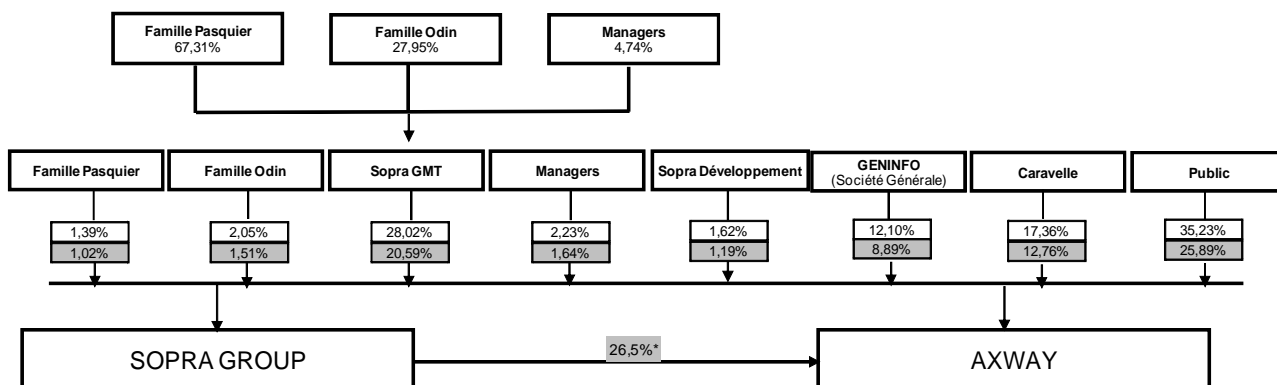 Famille Pasquier
67,31%
Famille Odin
27,95%
Managers
4,74%
Famille Pasquier
Famille Odin
Sopra GMT
Managers
Sopra Développement
GENINFO
(Société Générale)
Caravelle
Public
1,39%
2,05%
28,02%
2,23%
1,62%
12,10%
17,36%
35,23%
1,02%
1,51%
20,59%
1,64%
1,19%
8,89%
12,76%
25,89%
SOPRA GROUP
26,5%*
AXWAY